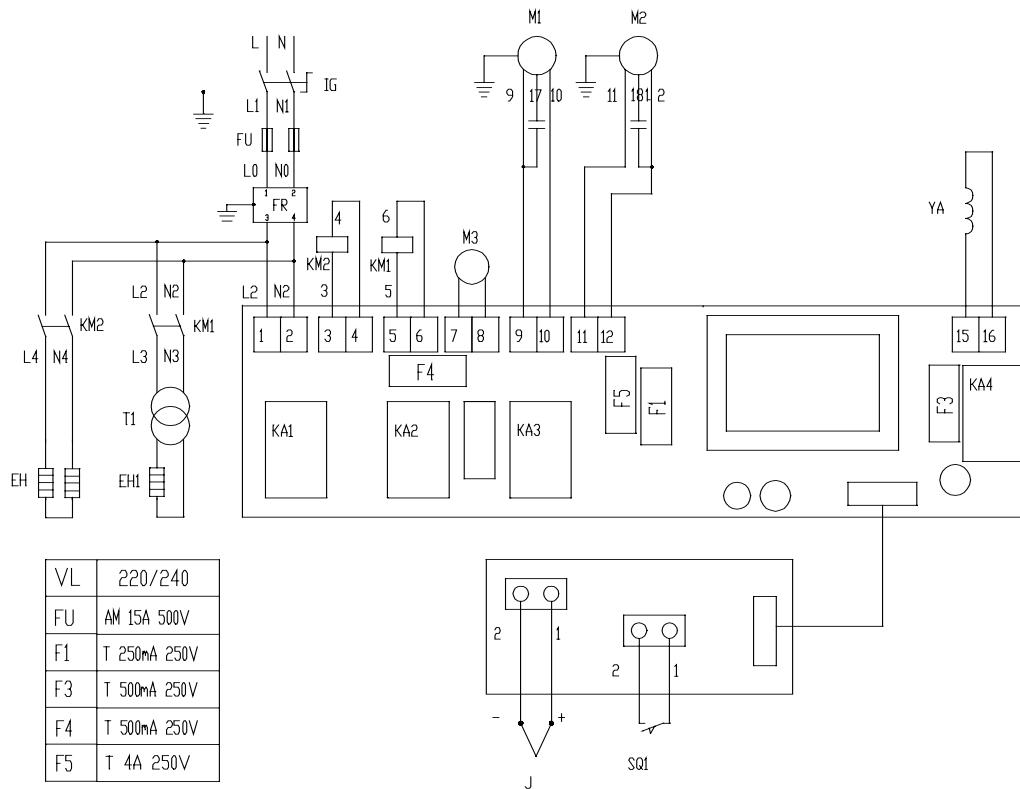 M1 M2
L N
IG
9 17 10 11 18 1 2
L1 N1
FU
L0 N0
1 2
FR
3 4
4 6
YA
KM2 KM1 M3
3 5
L2 N2 L2 N2
KM2 KM1
1 2 3 4 5 6 7 8 9 10 11 12 15 16
L4 N4 L3 N3
F4 F5 F1 F3 KA4
T1
KA1 KA2 KA3
EH EH1
VL 220/240
FU AM 15A 500V
F1 T 250mA 250V
F3 T 500mA 250V
F4 T 500mA 250V
F5 T 4A 250V
2 1
2 1
- +
SQ1
J